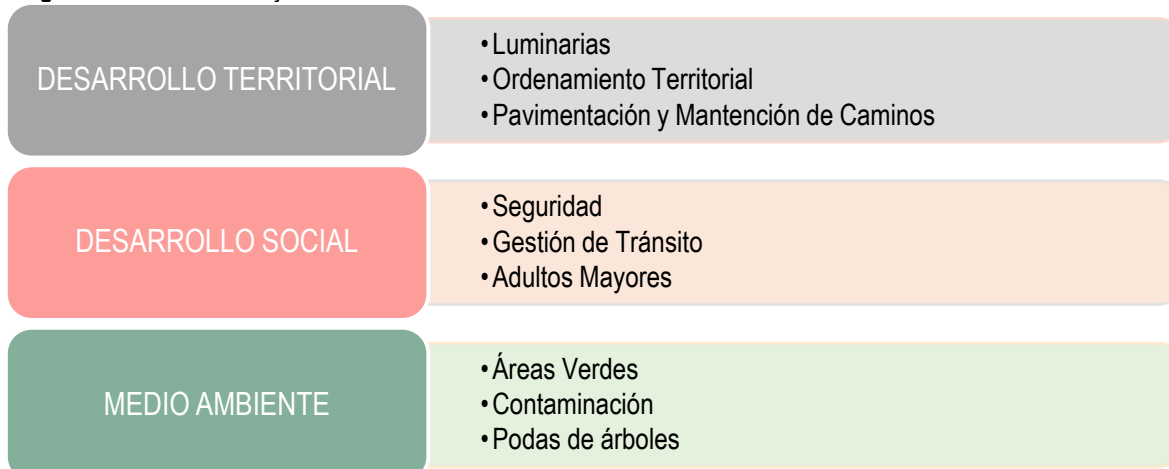 DESARROLLO TERRITORIAL
•Luminarias
•Ordenamiento Territorial
•Pavimentación y Mantención de Caminos
DESARROLLO SOCIAL
•Seguridad
•Gestión de Tránsito
•Adultos Mayores
MEDIO AMBIENTE
•Áreas Verdes
•Contaminación
•Podas de árboles